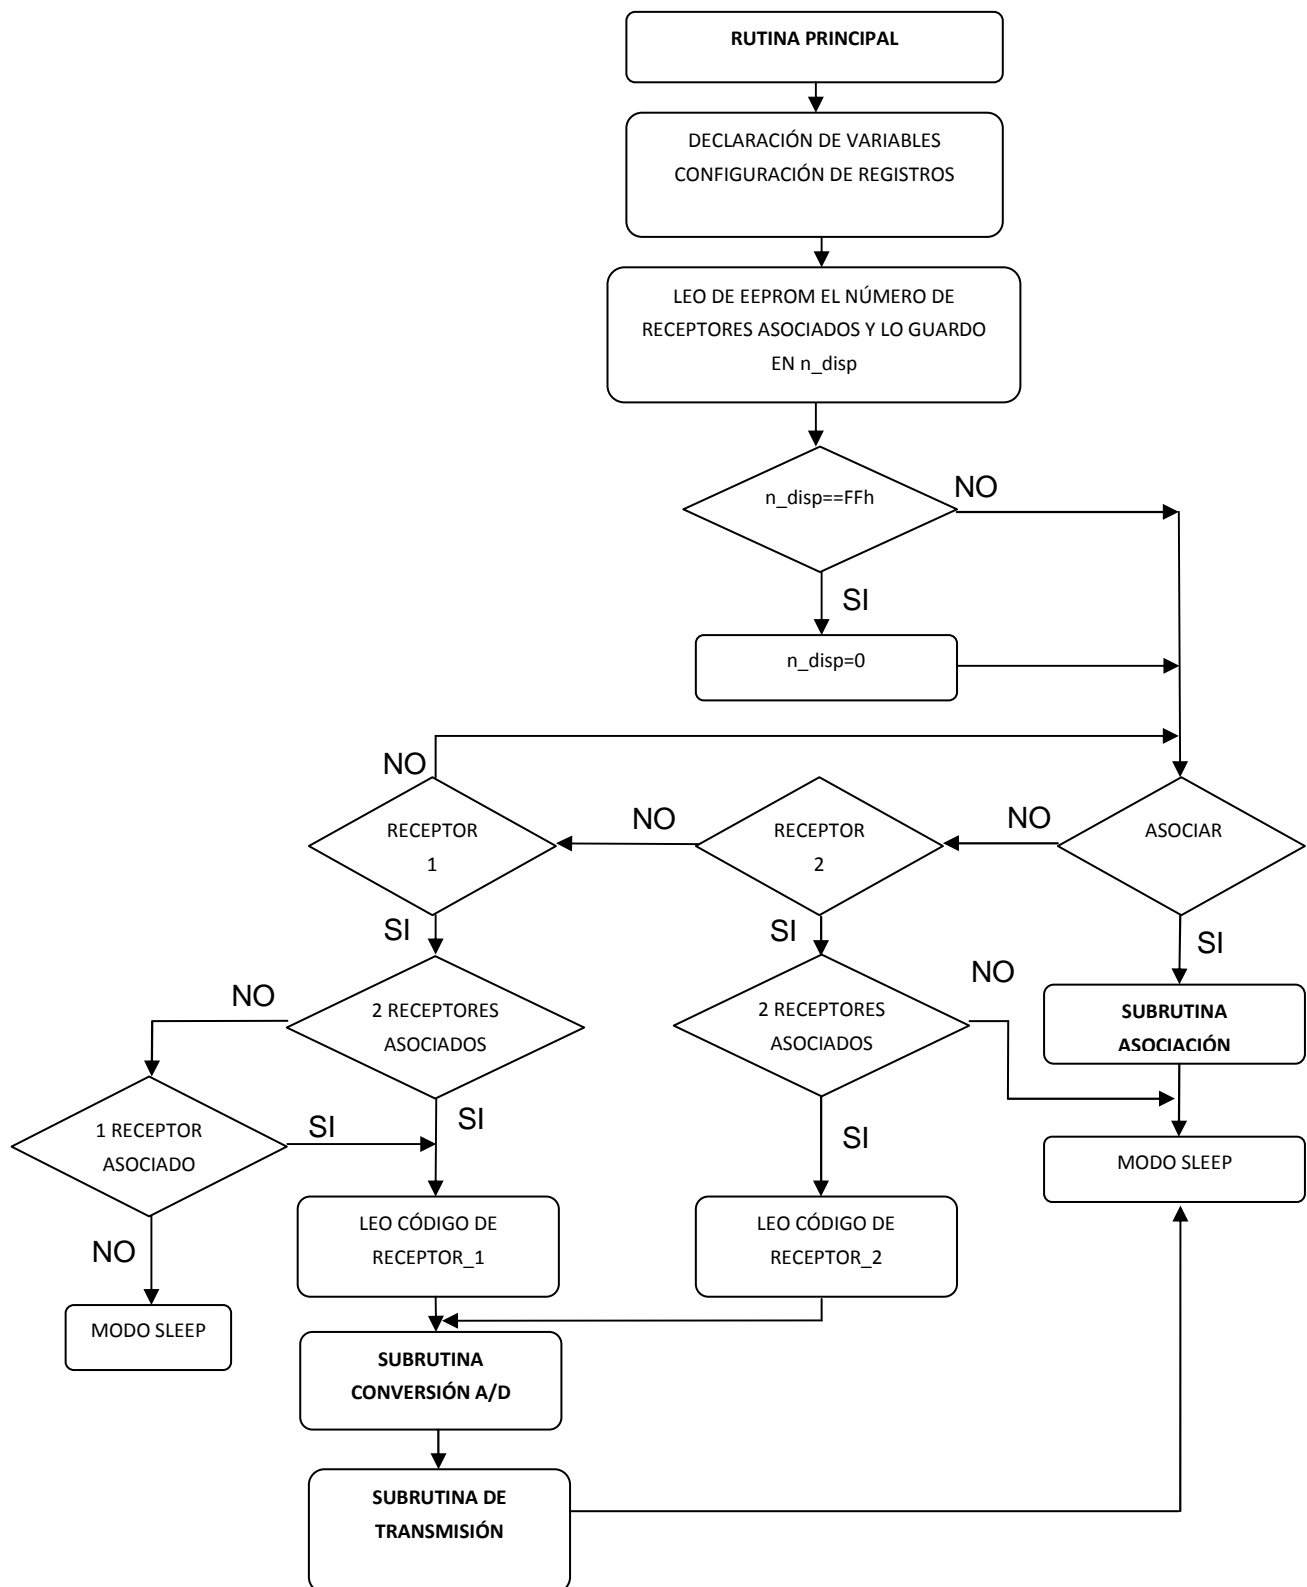 RUTINA PRINCIPAL
DECLARACIÓN DE VARIABLES
CONFIGURACIÓN DE REGISTROS
LEO DE EEPROM EL NÚMERO DE
RECEPTORES ASOCIADOS Y LO GUARDO
EN n_disp
n_disp==FFh
NO
SI
n_disp=0
NO
RECEPTOR
1
NO
RECEPTOR
2
NO
ASOCIAR
SI
SI
SI
NO
2 RECEPTORES
ASOCIADOS
2 RECEPTORES
ASOCIADOS
NO
SUBRUTINA
ASOCIACIÓN
1 RECEPTOR
ASOCIADO
SI
SI
SI
MODO SLEEP
NO
LEO CÓDIGO DE
RECEPTOR_1
LEO CÓDIGO DE
RECEPTOR_2
MODO SLEEP
SUBRUTINA
CONVERSIÓN A/D
SUBRUTINA DE
TRANSMISIÓN